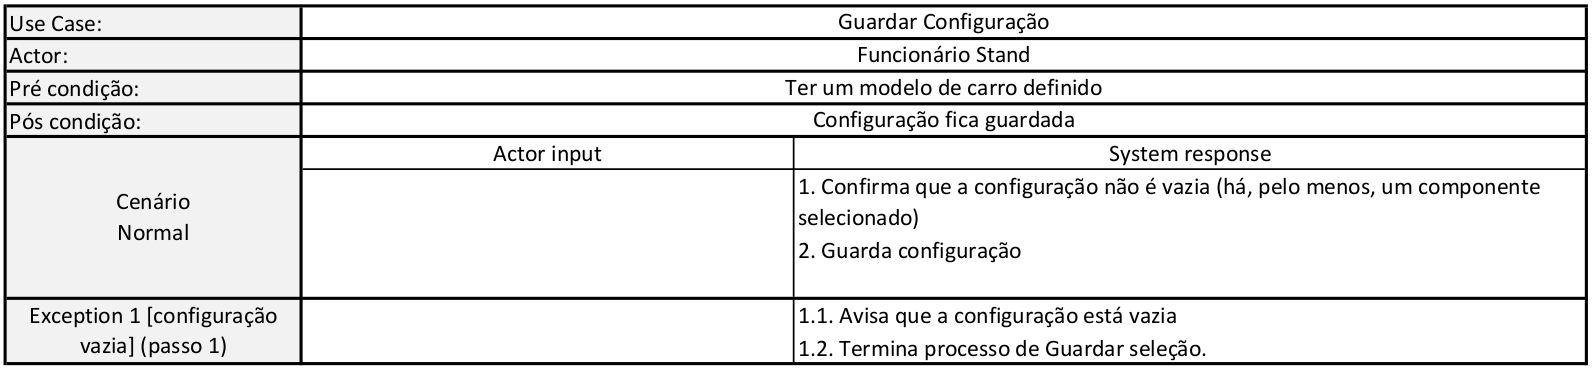 Use Case:
Guardar Configuração
Actor:
Funcionário Stand
Pré condição:
Ter um modelo de carro definido
Pós condição:
Configuração fica guardada
Cenário
Normal
Actor input
System response
1. Confirma que a configuração não é vazia (há, pelo menos, um componente
selecionado)
2. Guarda configuração
Exception 1 [configuração
vazia] (passo 1)
1.1. Avisa que a configuração está vazia
1.2. Termina processo de Guardar seleção.